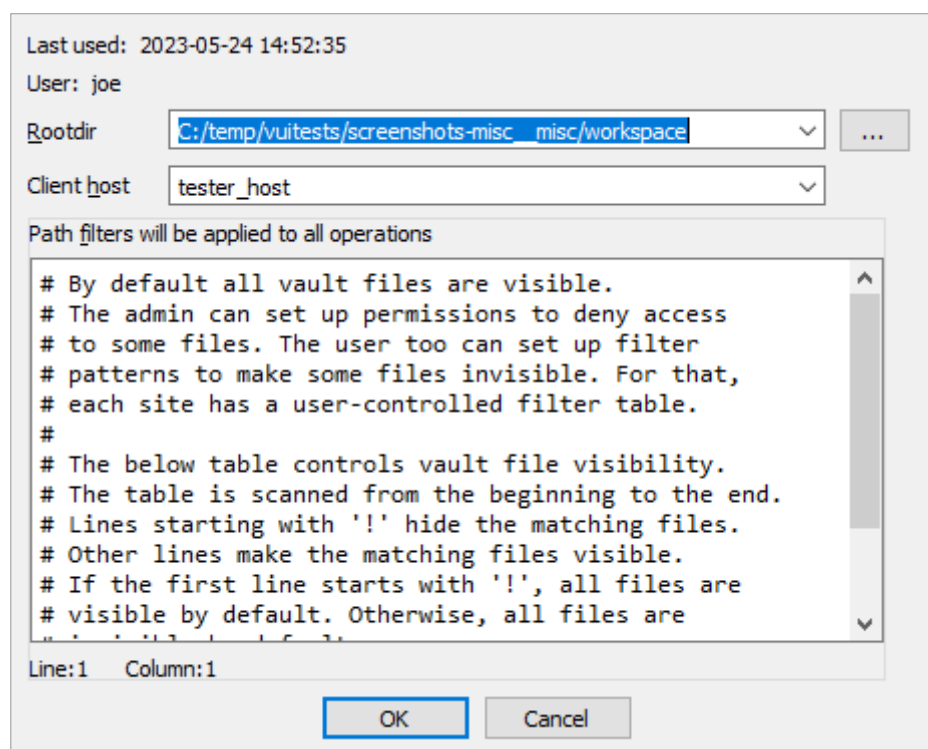 Last used: 2023-05-24 14:52:35
User: joe
Rootdir C:/temp/vuitests/screenshots-misc__misc/workspace ...
Client host tester_host
Path filters will be applied to all operations
# By default all vault files are visible.
# The admin can set up permissions to deny access
# to some files. The user too can set up filter
# patterns to make some files invisible. For that,
# each site has a user-controlled filter table.
#
# The below table controls vault file visibility.
# The table is scanned from the beginning to the end.
# Lines starting with '!' hide the matching files.
# Other lines make the matching files visible.
# If the first line starts with '!', all files are
# visible by default. Otherwise, all files are
Line:1 Column:1
OK Cancel